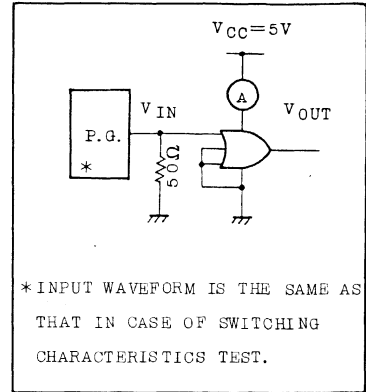 VCC=5V
A
VIN
VOUT
P.G.
*
50Ω
*INPUT WAVEFORM IS THE SAME AS
THAT IN CASE OF SWITCHING
CHARACTERISTICS TEST.